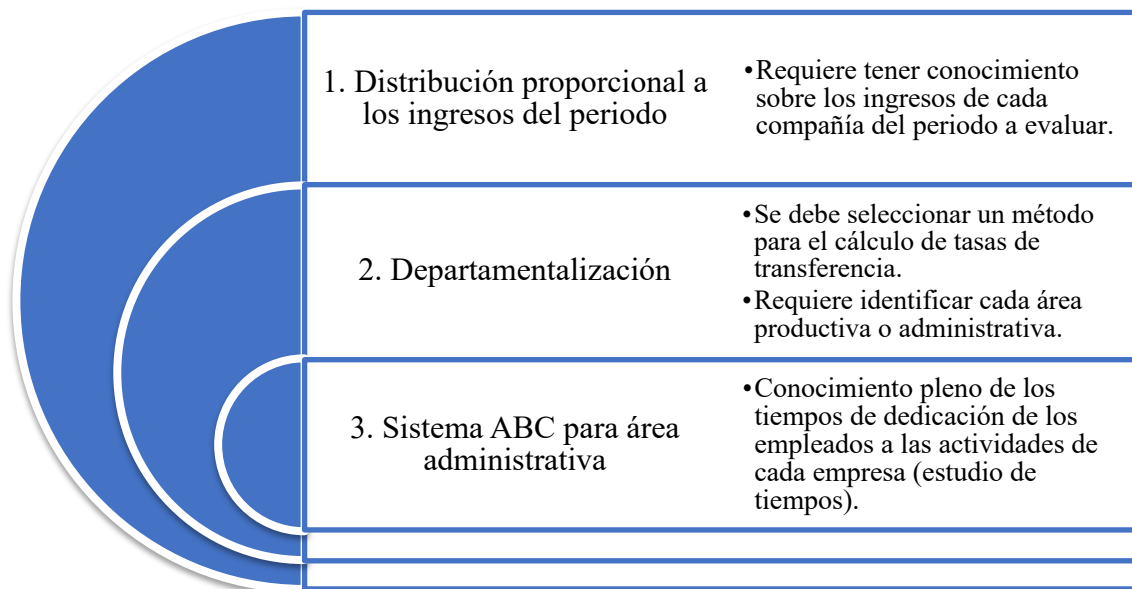 1. Distribución proporcional a
los ingresos del periodo
•Requiere tener conocimiento
sobre los ingresos de cada
compañía del periodo a evaluar.
2. Departamentalización
•Se debe seleccionar un método
para el cálculo de tasas de
transferencia.
•Requiere identificar cada área
productiva o administrativa.
3. Sistema ABC para área
administrativa
•Conocimiento pleno de los
tiempos de dedicación de los
empleados a las actividades de
cada empresa (estudio de
tiempos).